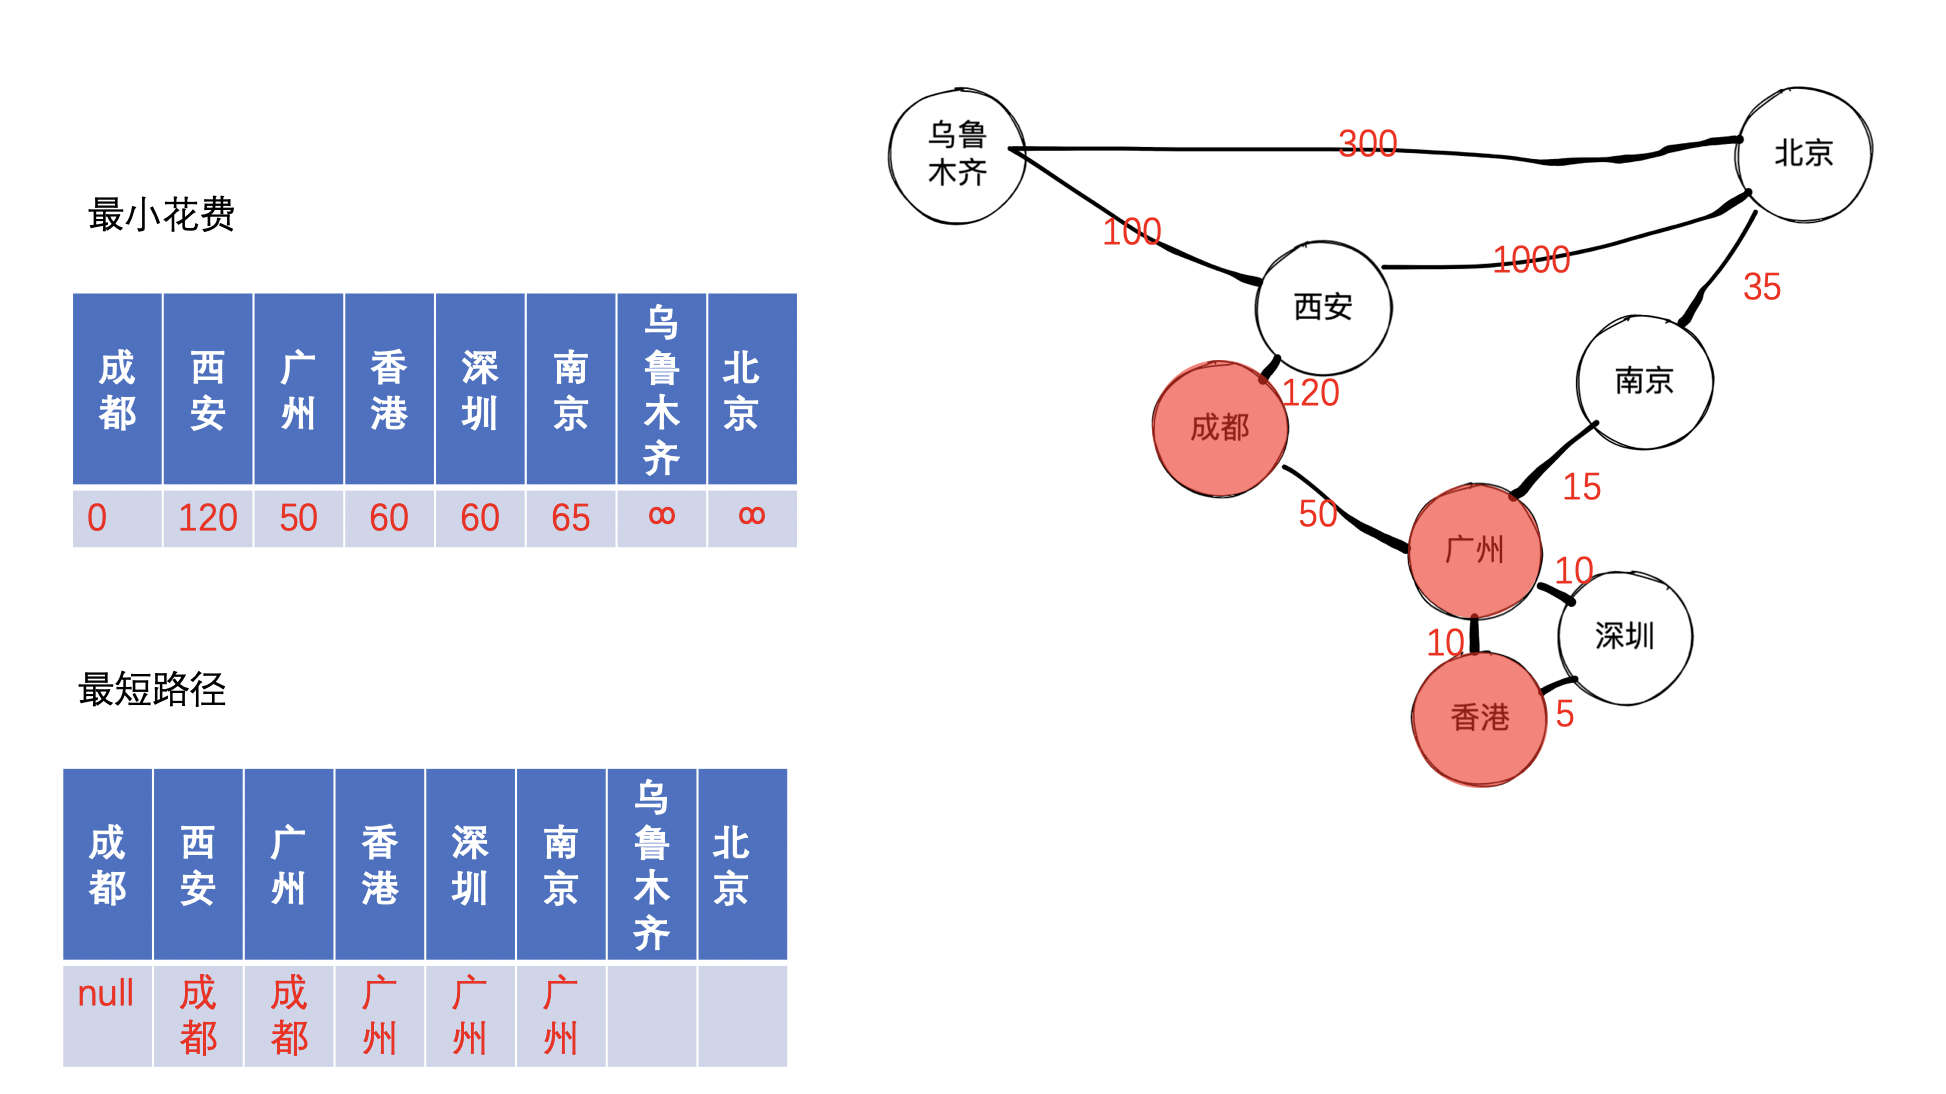 最小花费
成都 西安 广州 香港 深圳 南京 乌鲁木齐 北京
0 120 50 60 60 65 ∞ ∞
最短路径
成都 西安 广州 香港 深圳 南京 乌鲁木齐 北京
null 成都 成都 广州 广州 广州
乌鲁
木齐
300
北京
100
1000
西安
35
120
南京
成都
15
50
广州
10
深圳
10
香港
5